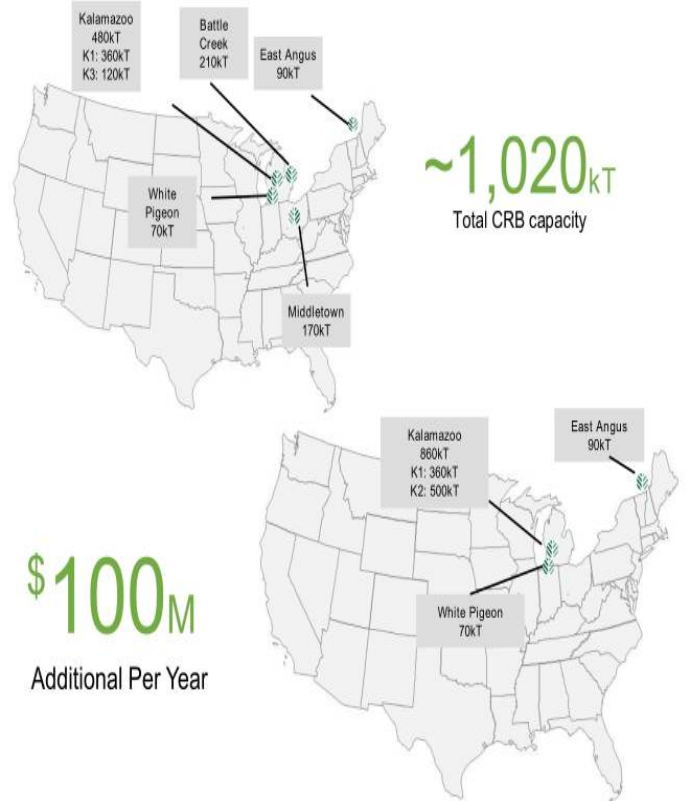 Kalamazoo
480kT
K1: 360kT
K3: 120kT
Battle
Creek
210kT
East Angus
90kT
White
Pigeon
70kT
Middletown
170kT
~1,020kT
Total CRB capacity
Kalamazoo
860kT
K1: 360kT
K2: 500kT
East Angus
90kT
White Pigeon
70kT
$100M
Additional Per Year